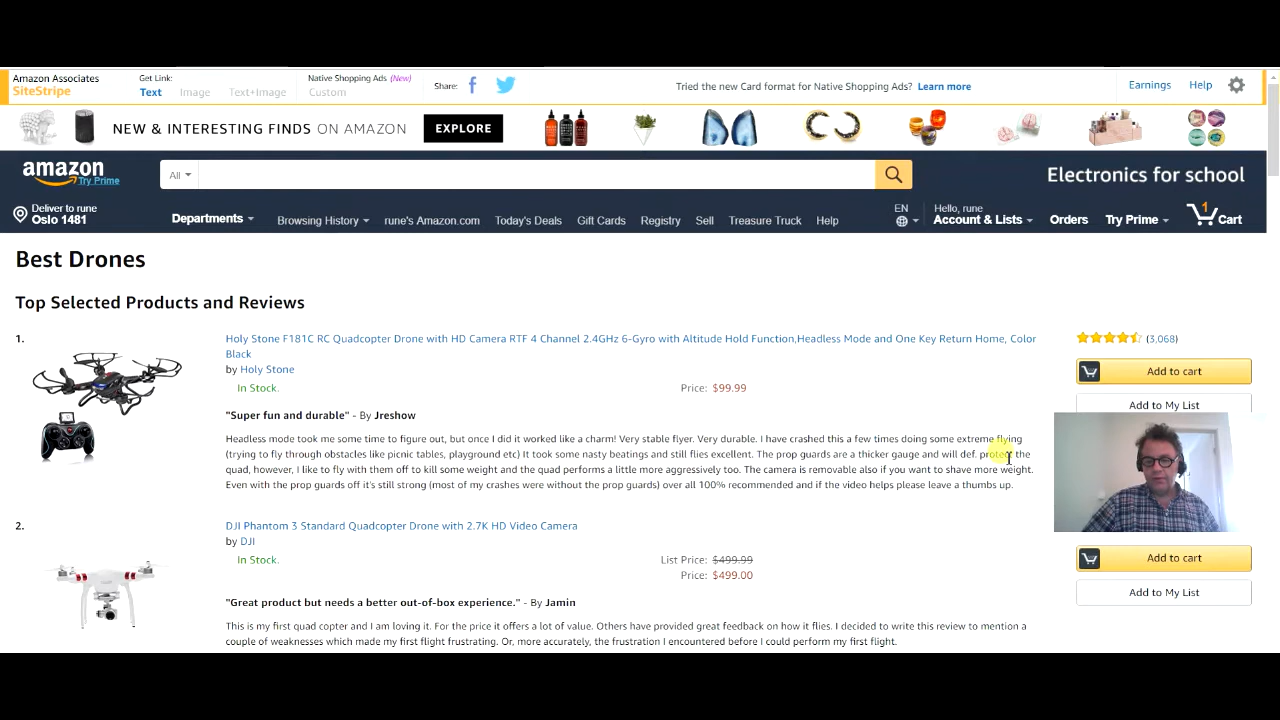 Amazon Associates
SiteStripe
Get Link:
Text Image Text+Image
Native Shopping Ads (New)
Custom
Share:
Tried the new Card format for Native Shopping Ads? Learn more
Earnings Help
NEW & INTERESTING FINDS ON AMAZON EXPLORE
amazon
Try Prime
All
Electronics for school
Deliver to rune
Oslo 1481
Departments Browsing History rune's Amazon.com Today's Deals Gift Cards Registry Sell Treasure Truck Help
EN
Hello, rune
Account & Lists Orders Try Prime 1 Cart
Best Drones
Top Selected Products and Reviews
1.
Holy Stone F181C RC Quadcopter Drone with HD Camera RTF 4 Channel 2.4GHz 6-Gyro with Altitude Hold Function,Headless Mode and One Key Return Home, Color
Black
by Holy Stone
In Stock.
Price: $99.99
(3,068)
Add to cart
Add to My List
"Super fun and durable" - By Jreshow
Headless mode took me some time to figure out, but once I did it worked like a charm! Very stable flyer. Very durable. I have crashed this a few times doing some extreme flying
(trying to fly through obstacles like picnic tables, playground etc) It took some nasty beatings and still flies excellent. The prop guards are a thicker gauge and will def. protect the
quad, however, I like to fly with them off to kill some weight and the quad performs a little more aggressively too. The camera is removable also if you want to shave more weight.
Even with the prop guards off it's still strong (most of my crashes were without the prop guards) over all 100% recommended and if the video helps please leave a thumbs up.
2.
DJI Phantom 3 Standard Quadcopter Drone with 2.7K HD Video Camera
by DJI
In Stock.
List Price: $499.99
Price: $499.00
Add to cart
Add to My List
"Great product but needs a better out-of-box experience." - By Jamin
This is my first quad copter and I am loving it. For the price it offers a lot of value. Others have provided great feedback on how it flies. I decided to write this review to mention a
couple of weaknesses which made my first flight frustrating. Or, more accurately, the frustration I encountered before I could perform my first flight.